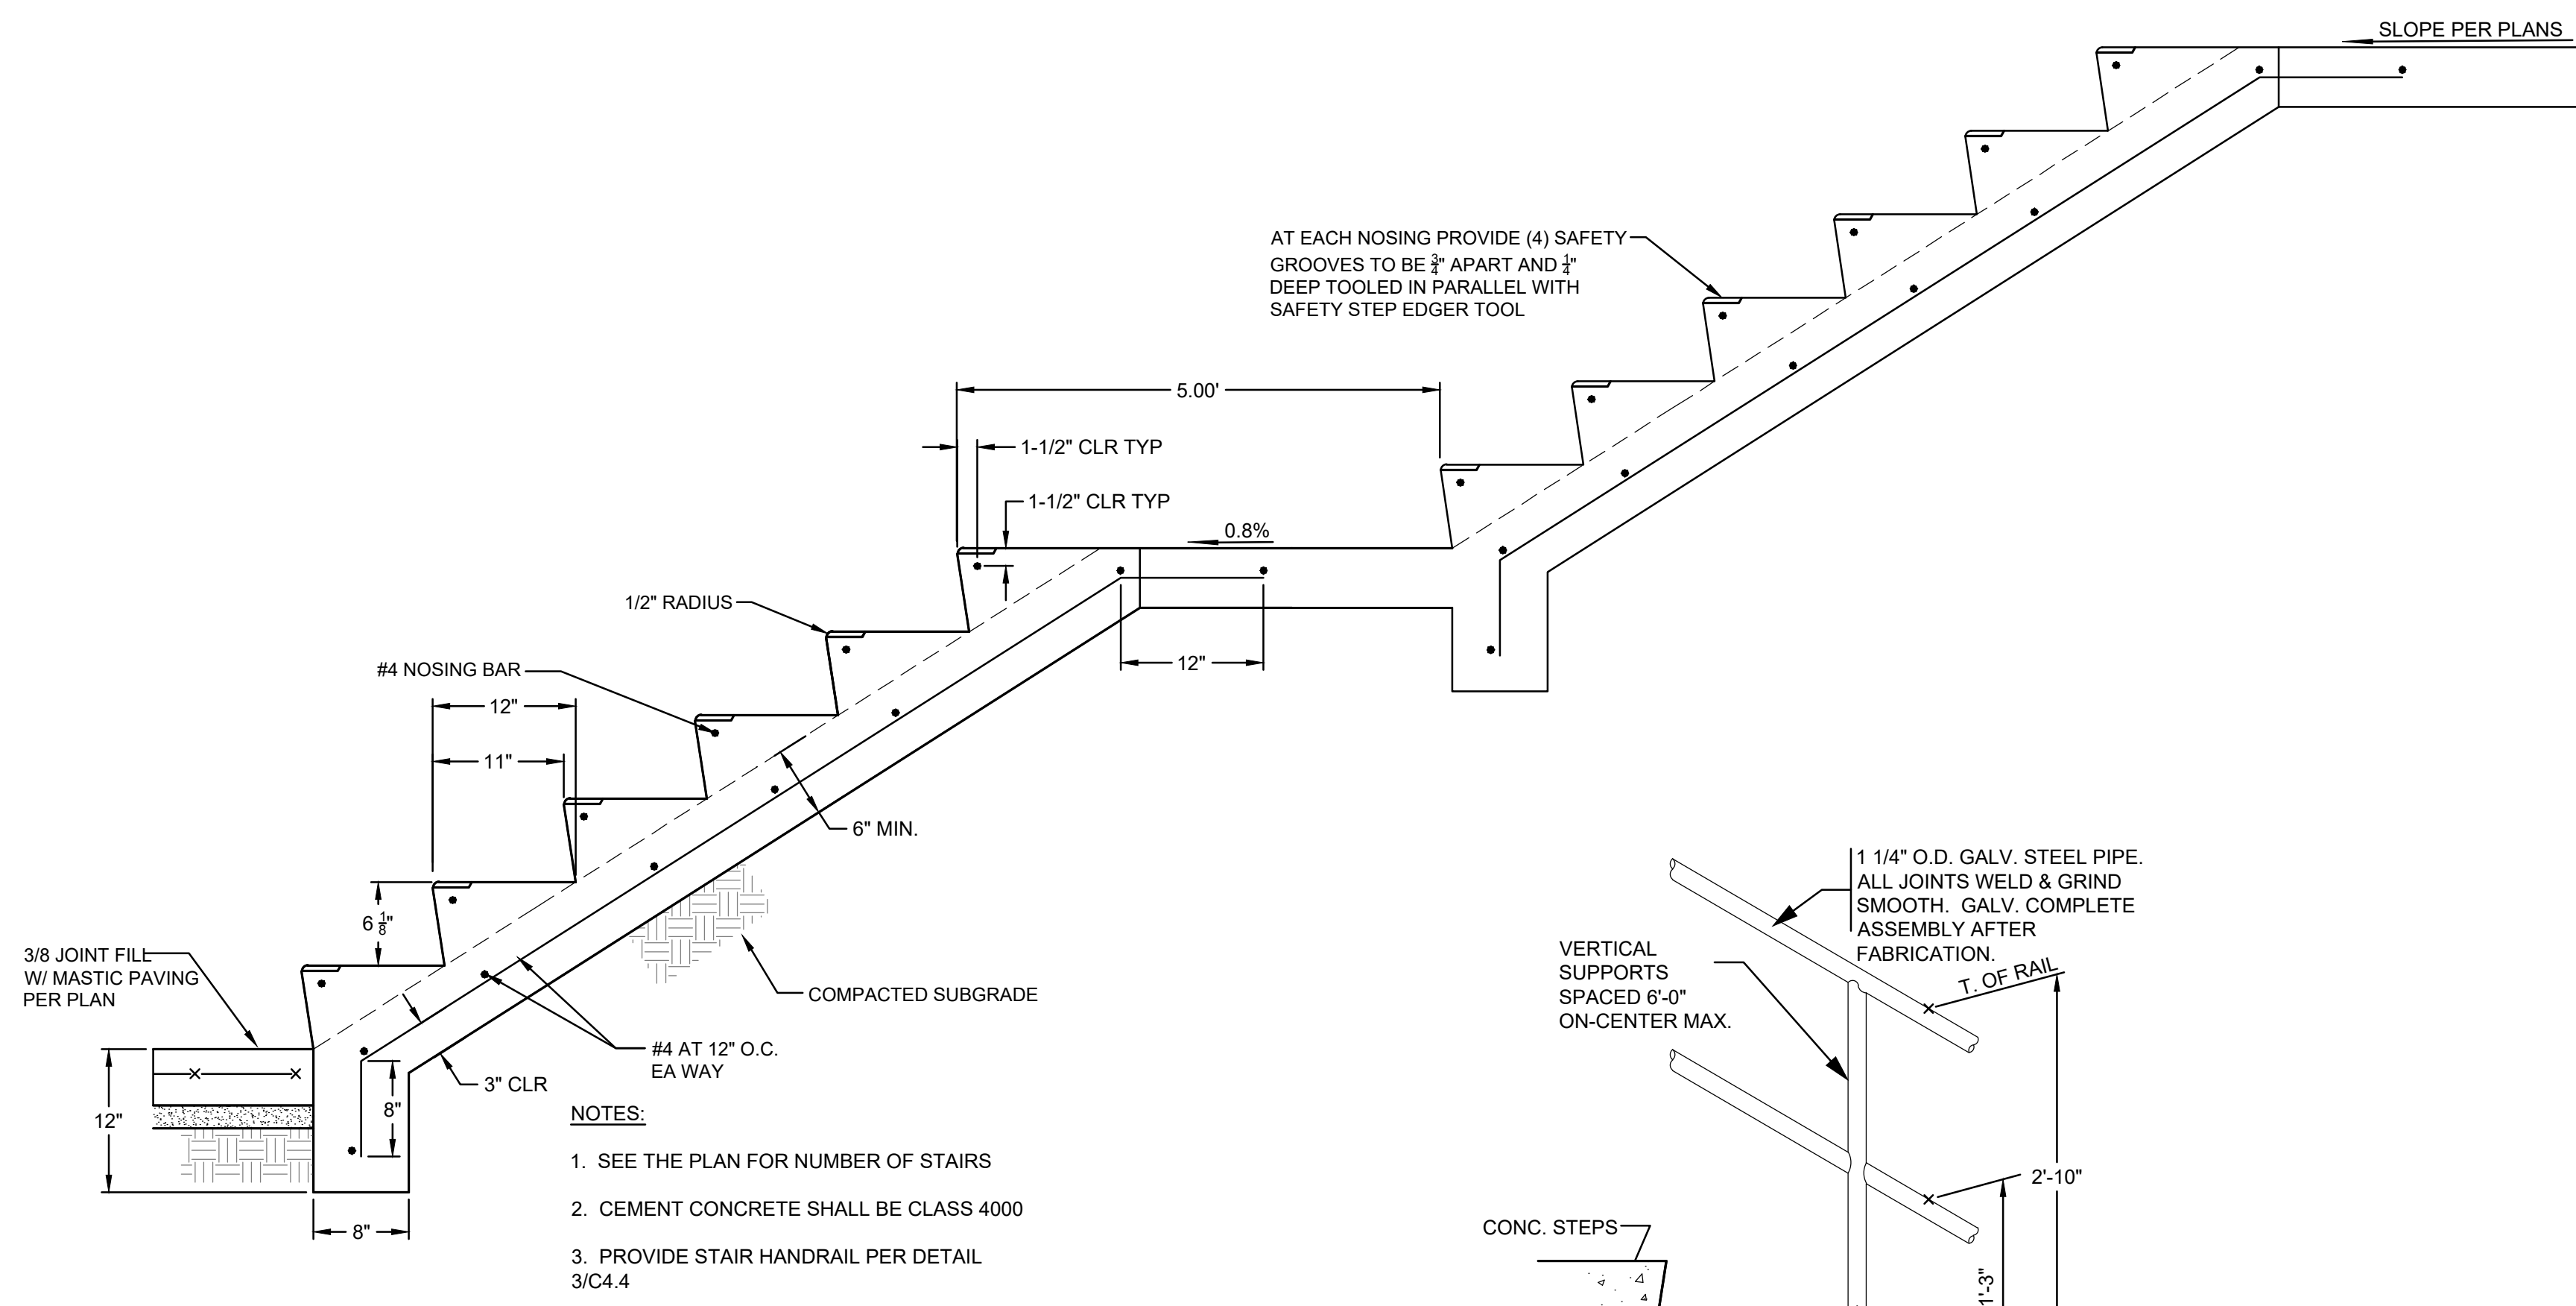 SLOPE PER PLANS
AT EACH NOSING PROVIDE (4) SAFETY
GROOVES TO BE 3/4" APART AND 1/4"
DEEP TOOLED IN PARALLEL WITH
SAFETY STEP EDGER TOOL
5.00'
1-1/2" CLR TYP
1-1/2" CLR TYP
0.8%
1/2" RADIUS
12"
#4 NOSING BAR
12"
11"
6" MIN.
6 1/8"
3/8 JOINT FILL
W/ MASTIC PAVING
PER PLAN
COMPACTED SUBGRADE
#4 AT 12" O.C.
EA WAY
3" CLR
8"
12"
8"
NOTES:
1. SEE THE PLAN FOR NUMBER OF STAIRS
2. CEMENT CONCRETE SHALL BE CLASS 4000
3. PROVIDE STAIR HANDRAIL PER DETAIL
3/C4.4
1 1/4" O.D. GALV. STEEL PIPE.
ALL JOINTS WELD & GRIND
SMOOTH. GALV. COMPLETE
ASSEMBLY AFTER
FABRICATION.
VERTICAL
SUPPORTS
SPACED 6'-0"
ON-CENTER MAX.
T. OF RAIL
2'-10"
CONC. STEPS
1'-3"